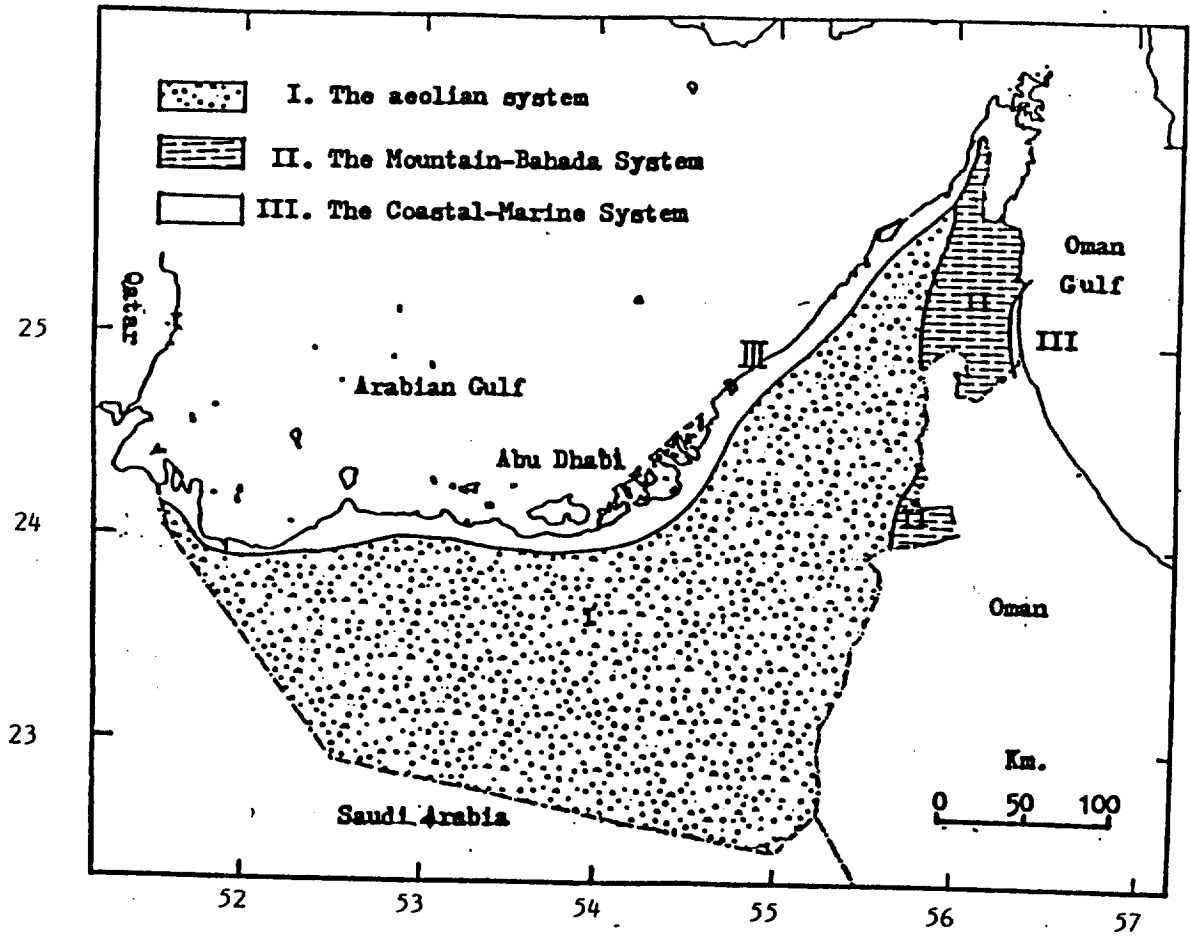 I. The aeolian system
II. The Mountain-Bahada System
III. The Coastal-Marine System
Qatar
Oman
Gulf
25
II
III
III
Arabian Gulf
Abu Dhabi
24
II
I
Oman
23
Km.
0 50 100
Saudi Arabia
52 53 54 55 56 57